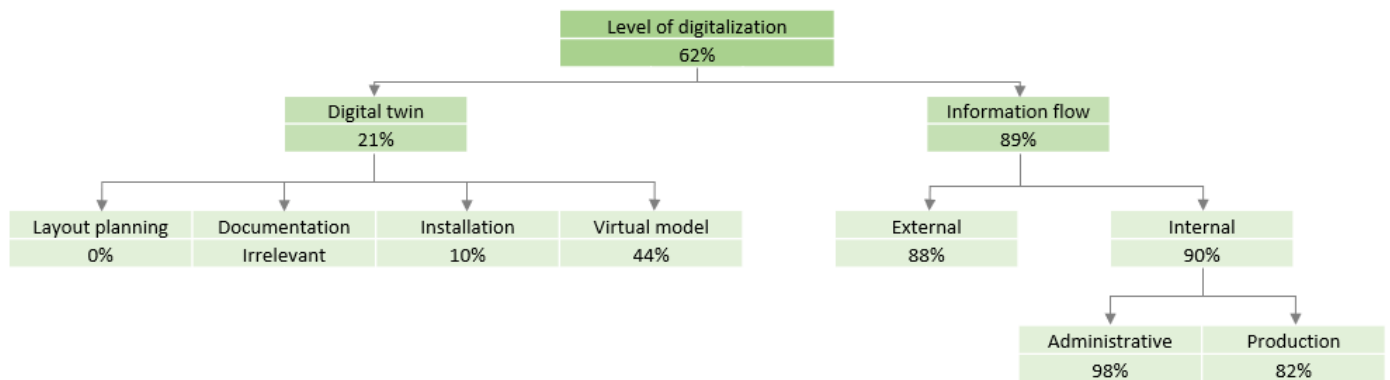 Level of digitalization
62%
Digital twin
21%
Information flow
89%
Layout planning
0%
Documentation
Irrelevant
Installation
10%
Virtual model
44%
External
88%
Internal
90%
Administrative
98%
Production
82%